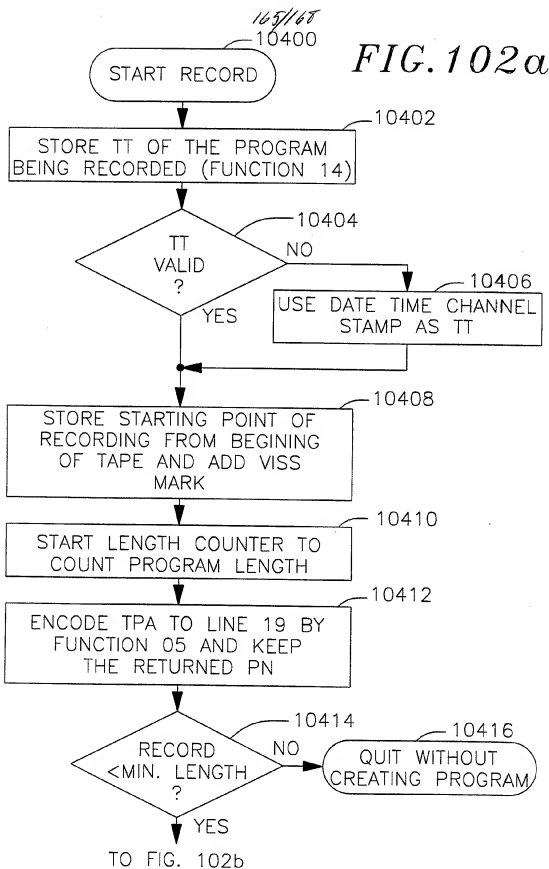 165/168
10400
FIG. 102a
START RECORD
10402
STORE TT OF THE PROGRAM
BEING RECORDED (FUNCTION 14)
10404
TT
VALID
?
NO
YES
10406
USE DATE TIME CHANNEL
STAMP AS TT
10408
STORE STARTING POINT OF
RECORDING FROM BEGINING
OF TAPE AND ADD VISS
MARK
10410
START LENGTH COUNTER TO
COUNT PROGRAM LENGTH
10412
ENCODE TPA TO LINE 19 BY
FUNCTION 05 AND KEEP
THE RETURNED PN
10414
RECORD
<MIN. LENGTH
?
NO
YES
10416
QUIT WITHOUT
CREATING PROGRAM
TO FIG. 102b